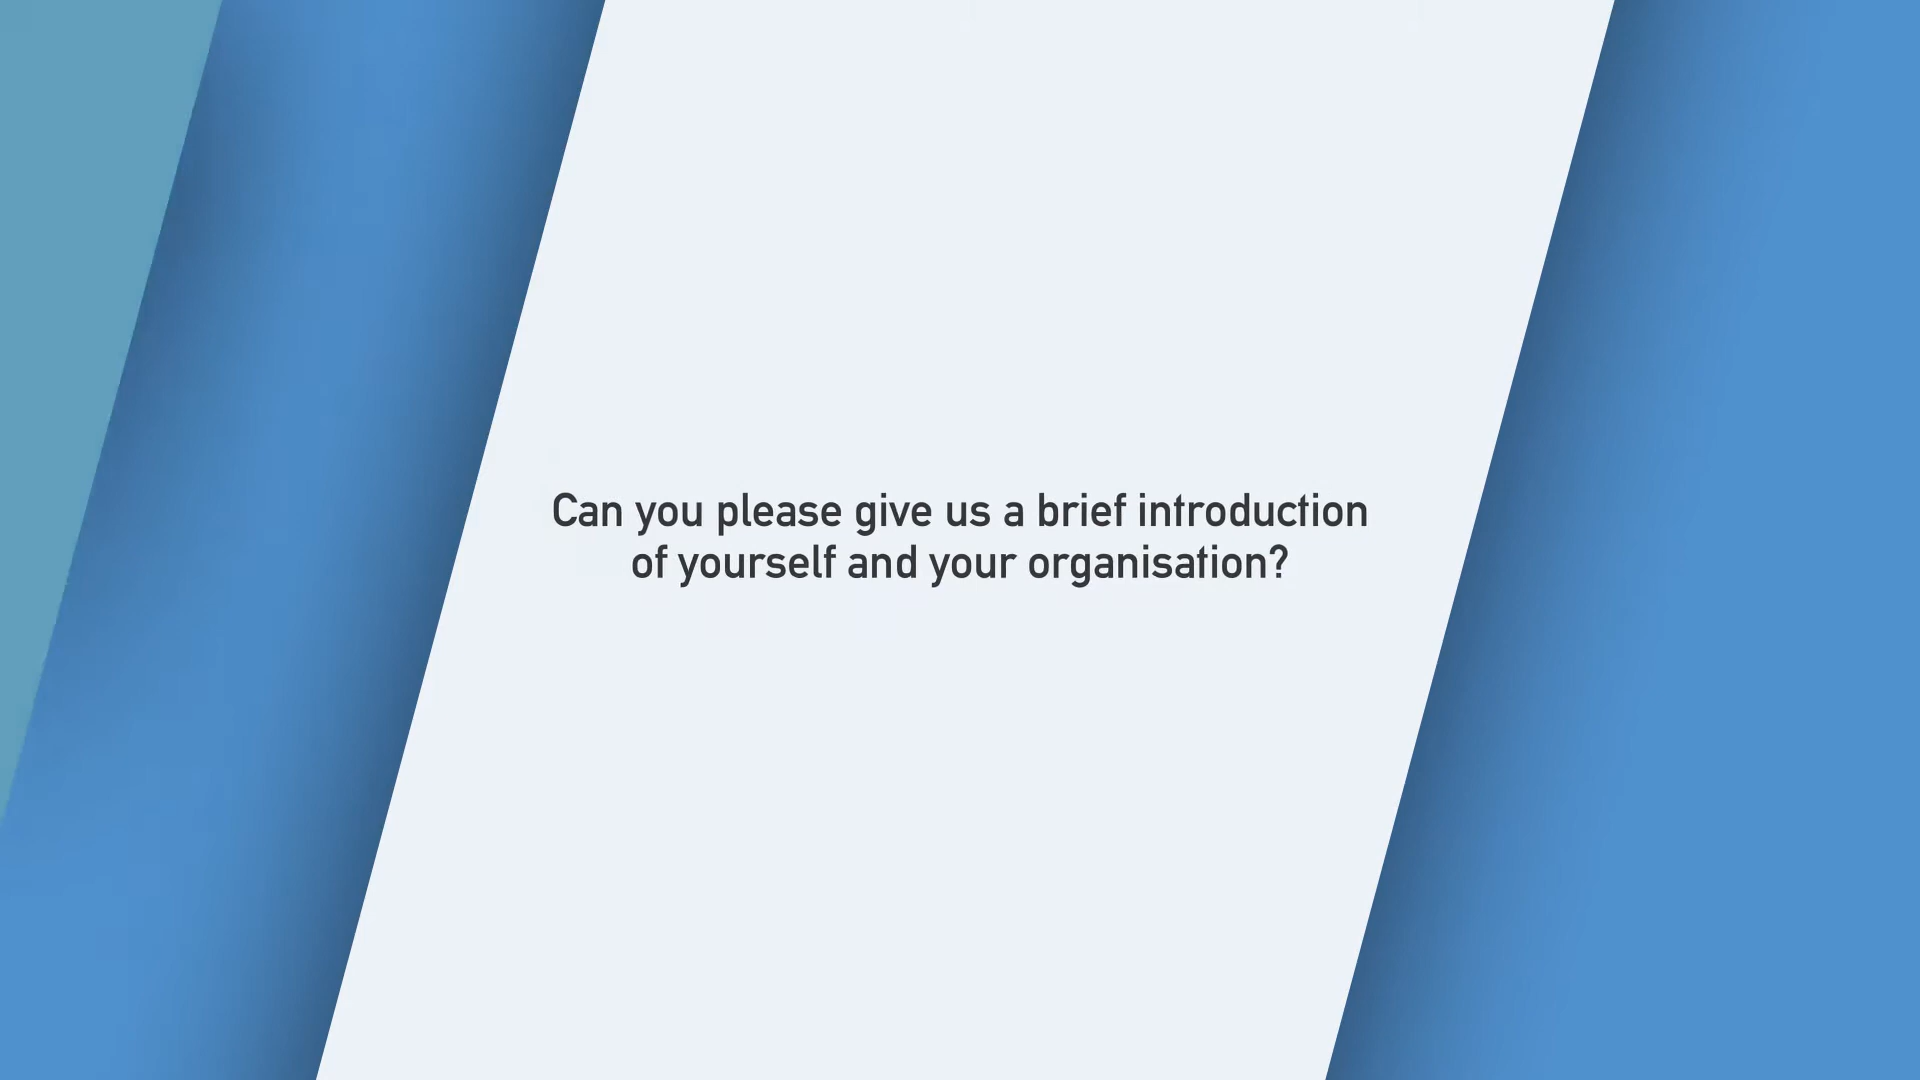 Can you please give us a brief introduction
of yourself and your organisation?